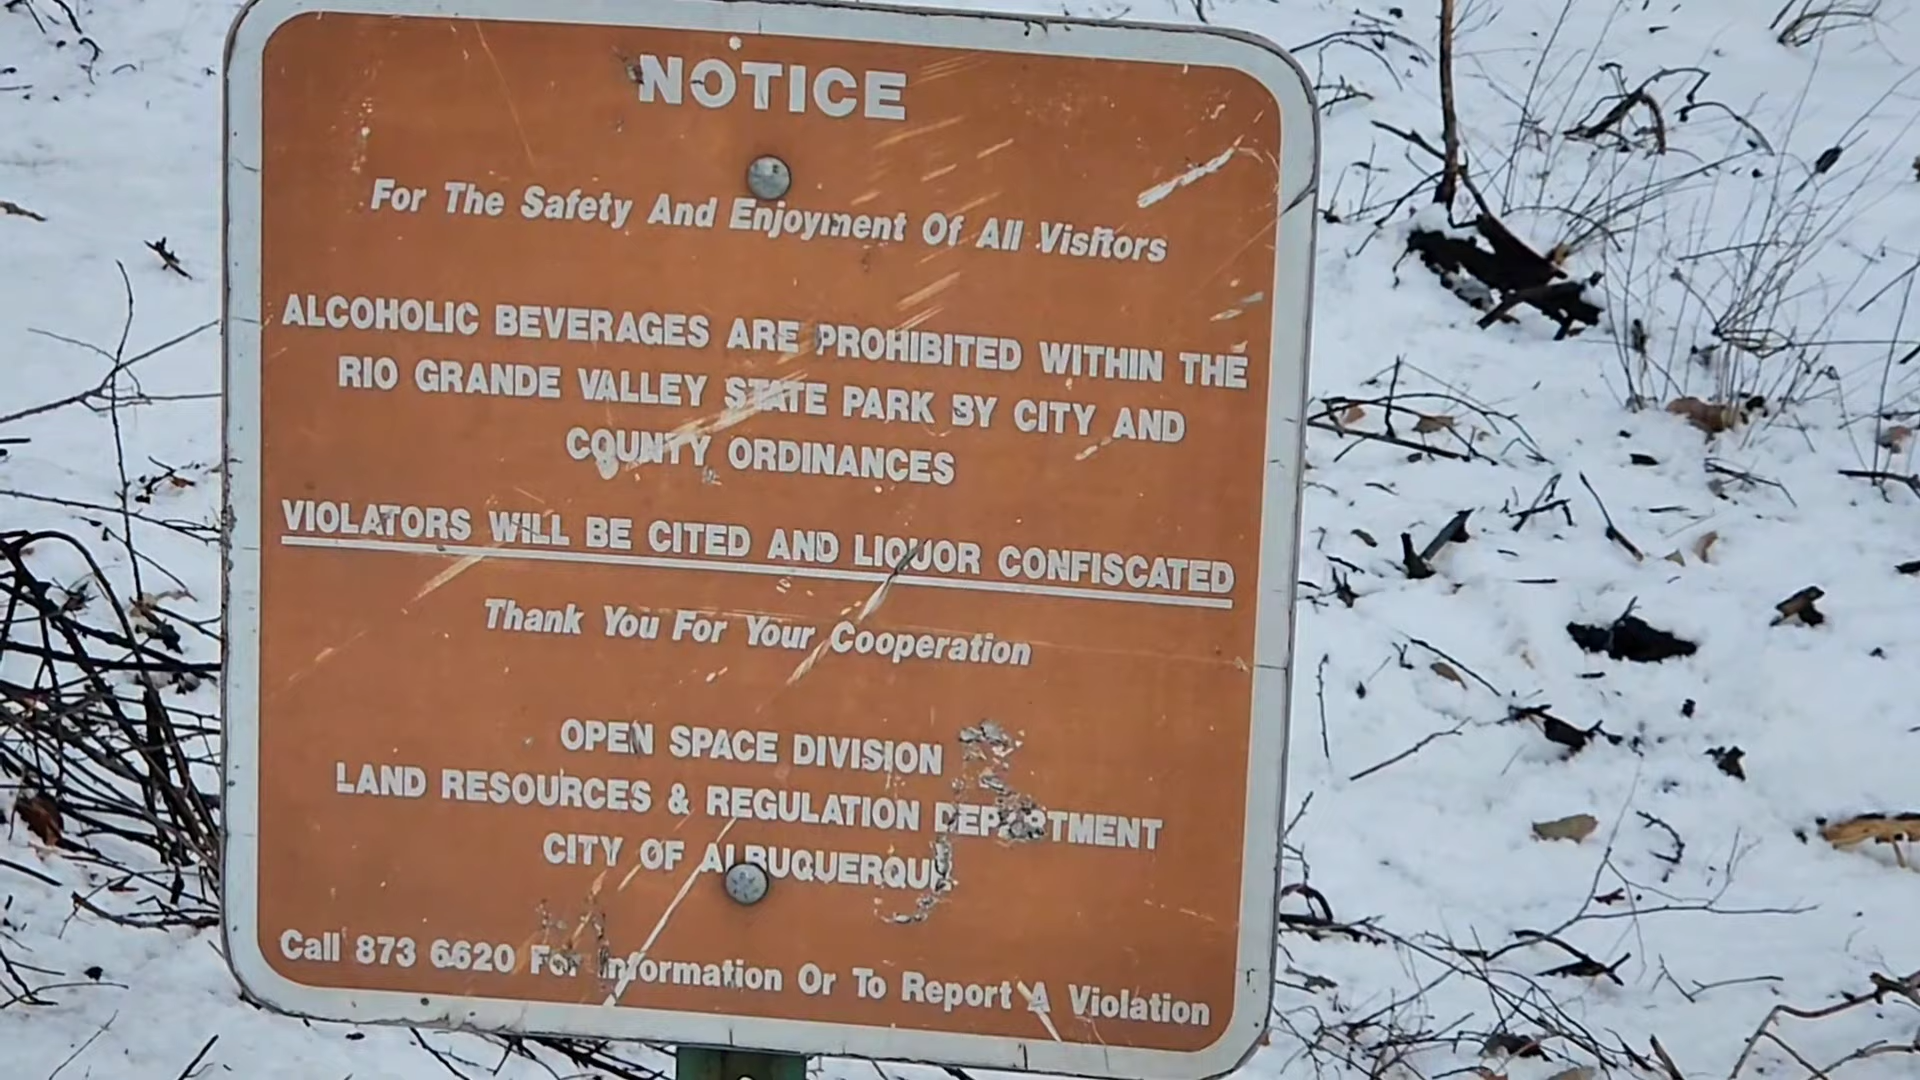 NOTICE
For The Safety And Enjoyment Of All Visitors
ALCOHOLIC BEVERAGES ARE PROHIBITED WITHIN THE
RIO GRANDE VALLEY STATE PARK BY CITY AND
COUNTY ORDINANCES
VIOLATORS WILL BE CITED AND LIQUOR CONFISCATED
Thank You For Your Cooperation
OPEN SPACE DIVISION
LAND RESOURCES & REGULATION DEPARTMENT
CITY OF ALBUQUERQUE
Call 873 6620 For Information Or To Report A Violation